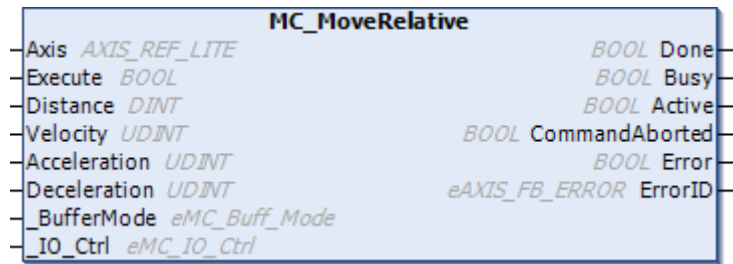 MC_MoveRelative
Axis AXIS_REF_LITE BOOL Done
Execute BOOL BOOL Busy
Distance DINT BOOL Active
Velocity UDINT BOOL CommandAborted
Acceleration UDINT BOOL Error
Deceleration UDINT eAXIS_FB_ERROR ErrorID
_BufferMode eMC_Buff_Mode
_IO_Ctrl eMC_IO_Ctrl